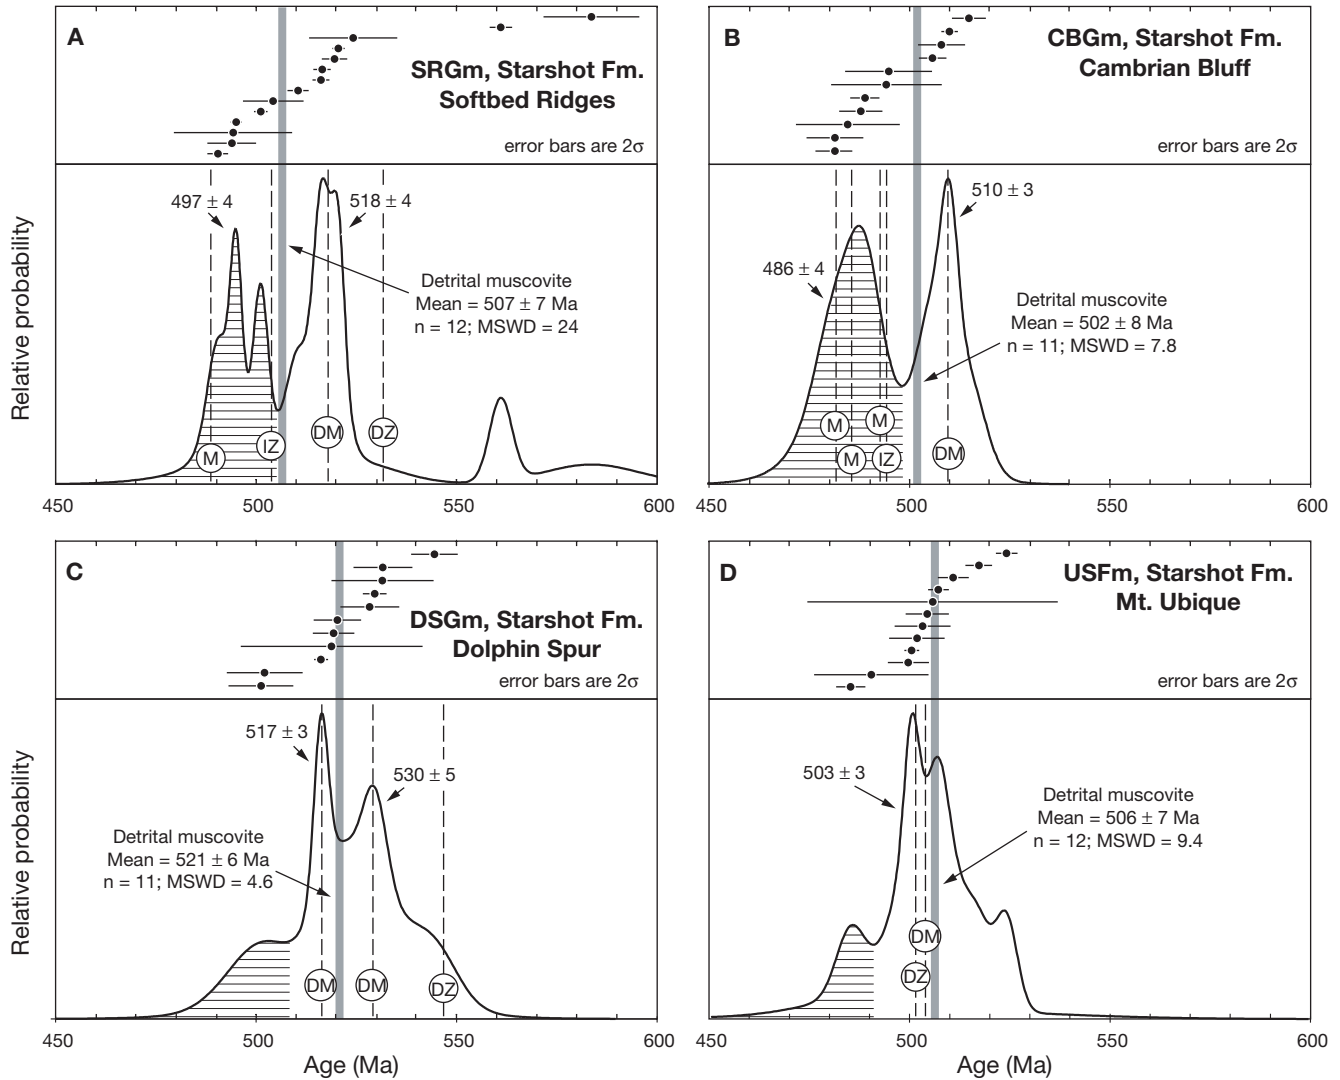 A
SRGm, Starshot Fm.
Softbed Ridges
error bars are 2σ
497 ± 4
518 ± 4
Detrital muscovite
Mean = 507 ± 7 Ma
n = 12; MSWD = 24
M
IZ
DM
DZ
Relative probability
450
500
550
600
B
CBGm, Starshot Fm.
Cambrian Bluff
error bars are 2σ
510 ± 3
486 ± 4
Detrital muscovite
Mean = 502 ± 8 Ma
n = 11; MSWD = 7.8
M
M
M
IZ
DM
450
500
550
600
C
DSGm, Starshot Fm.
Dolphin Spur
error bars are 2σ
517 ± 3
530 ± 5
Detrital muscovite
Mean = 521 ± 6 Ma
n = 11; MSWD = 4.6
DM
DM
DZ
Relative probability
450
500
550
600
Age (Ma)
D
USFm, Starshot Fm.
Mt. Ubique
error bars are 2σ
503 ± 3
Detrital muscovite
Mean = 506 ± 7 Ma
n = 12; MSWD = 9.4
DM
DZ
450
500
550
600
Age (Ma)